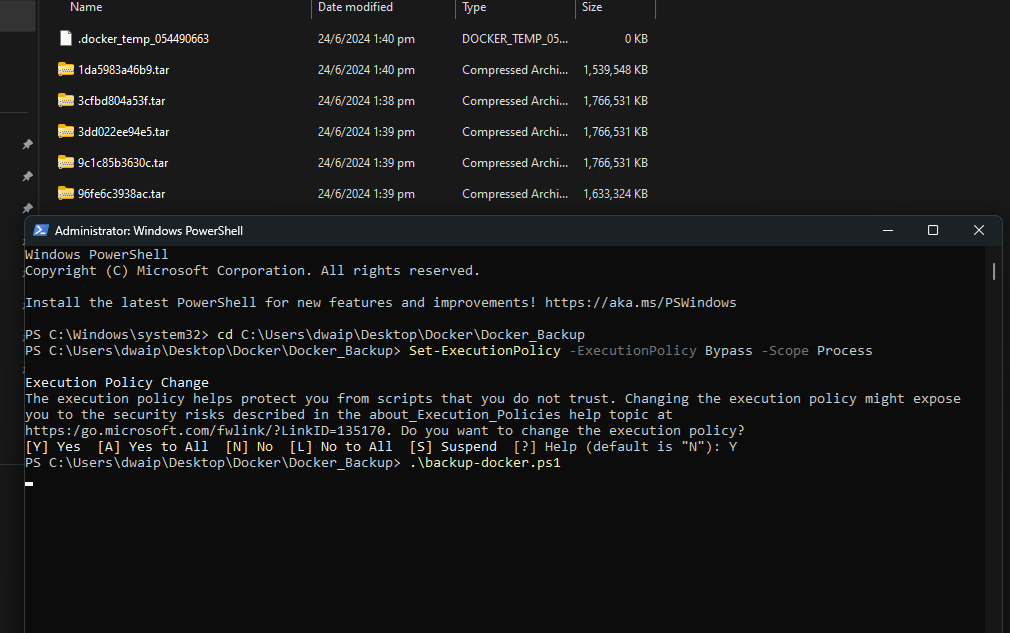 Name Date modified Type Size
.docker_temp_054490663 24/6/2024 1:40 pm DOCKER_TEMP_05... 0 KB
1da5983a46b9.tar 24/6/2024 1:40 pm Compressed Archi... 1,539,548 KB
3cfbd804a53f.tar 24/6/2024 1:38 pm Compressed Archi... 1,766,531 KB
3dd022ee94e5.tar 24/6/2024 1:39 pm Compressed Archi... 1,766,531 KB
9c1c85b3630c.tar 24/6/2024 1:39 pm Compressed Archi... 1,766,531 KB
96fe6c3938ac.tar 24/6/2024 1:39 pm Compressed Archi... 1,633,324 KB
Administrator: Windows PowerShell
Windows PowerShell
Copyright (C) Microsoft Corporation. All rights reserved.
Install the latest PowerShell for new features and improvements! https://aka.ms/PSWindows
PS C:\Windows\system32> cd C:\Users\dwaip\Desktop\Docker\Docker_Backup
PS C:\Users\dwaip\Desktop\Docker\Docker_Backup> Set-ExecutionPolicy -ExecutionPolicy Bypass -Scope Process
Execution Policy Change
The execution policy helps protect you from scripts that you do not trust. Changing the execution policy might expose
you to the security risks described in the about_Execution_Policies help topic at
https:/go.microsoft.com/fwlink/?LinkID=135170. Do you want to change the execution policy?
[Y] Yes  [A] Yes to All  [N] No  [L] No to All  [S] Suspend  [?] Help (default is "N"): Y
PS C:\Users\dwaip\Desktop\Docker\Docker_Backup> .\backup-docker.ps1